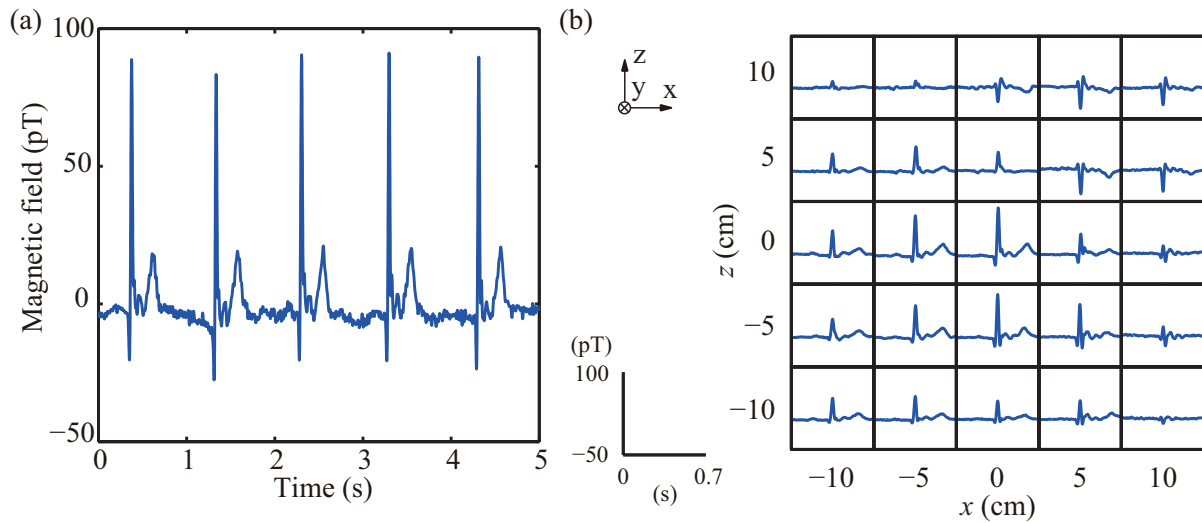 (a)
100
50
0
−50
Magnetic field (pT)
0 1 2 3 4 5
Time (s)
(b)
z
y x
(pT)
100
−50
0 0.7
(s)
10
5
0
−5
−10
z (cm)
−10 −5 0 5 10
x (cm)